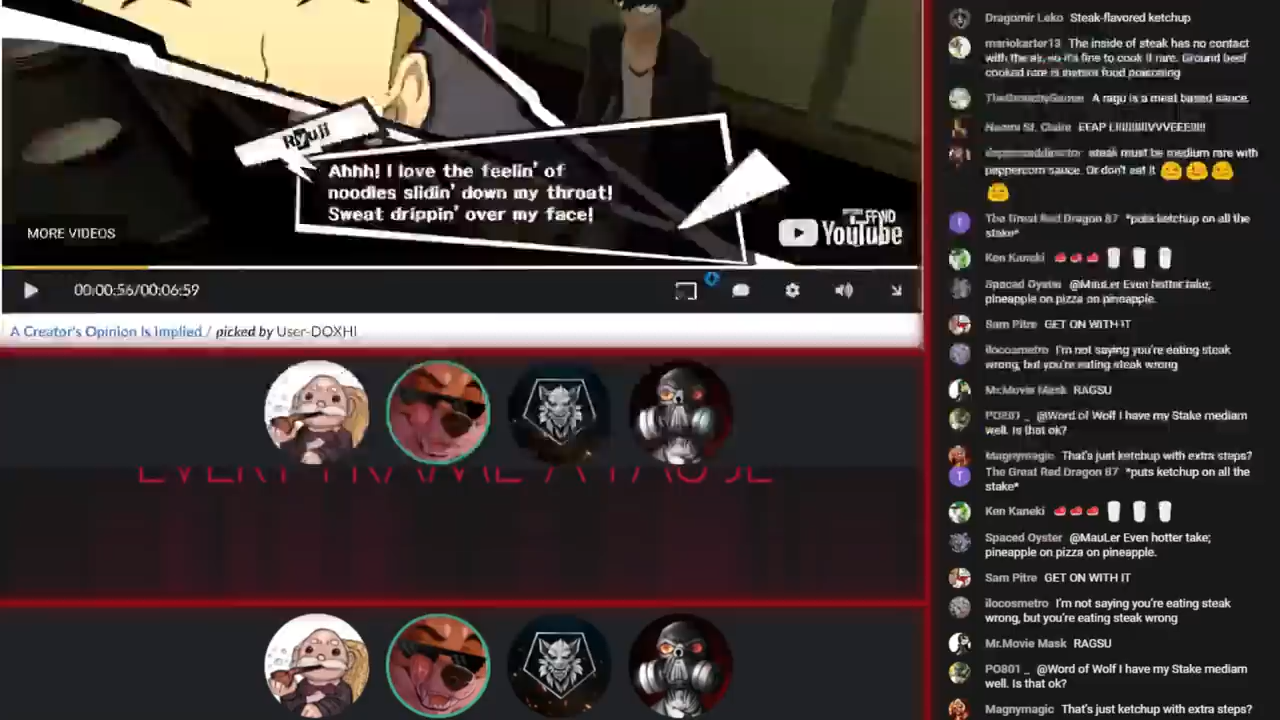 Ryuji
Ahhh! I love the feelin' of
noodles slidin' down my throat!
Sweat drippin' over my face!
MORE VIDEOS
YouTube
00:00:56/00:06:59
A Creator's Opinion Is Implied / picked by User-DOXHI
EVERY FRAME A PAUSE
Dragomir Leko Steak-flavored ketchup
mariokarter13 The inside of steak has no contact
with the air, so it's fine to cook it rare. Ground beef
cooked rare is instant food poisoning
A ragu is a meat based sauce.
Naomi St. Claire
steak must be medium rare with
peppercorn sauce. Or don't eat it
The Great Red Dragon 87 *puts ketchup on all the
stake*
Ken Kaneki
Spaced Oyster @MauLer Even hotter take;
pineapple on pizza on pineapple.
Sam Pitre GET ON WITH IT
ilocosmetro I'm not saying you're eating steak
wrong, but you're eating steak wrong
Mr.Movie Mask RAGSU
PO801 _ @Word of Wolf I have my Stake mediam
well. Is that ok?
Magnymagic That's just ketchup with extra steps?
The Great Red Dragon 87 *puts ketchup on all the
stake*
Ken Kaneki
Spaced Oyster @MauLer Even hotter take;
pineapple on pizza on pineapple.
Sam Pitre GET ON WITH IT
ilocosmetro I'm not saying you're eating steak
wrong, but you're eating steak wrong
Mr.Movie Mask RAGSU
PO801 _ @Word of Wolf I have my Stake mediam
well. Is that ok?
Magnymagic That's just ketchup with extra steps?